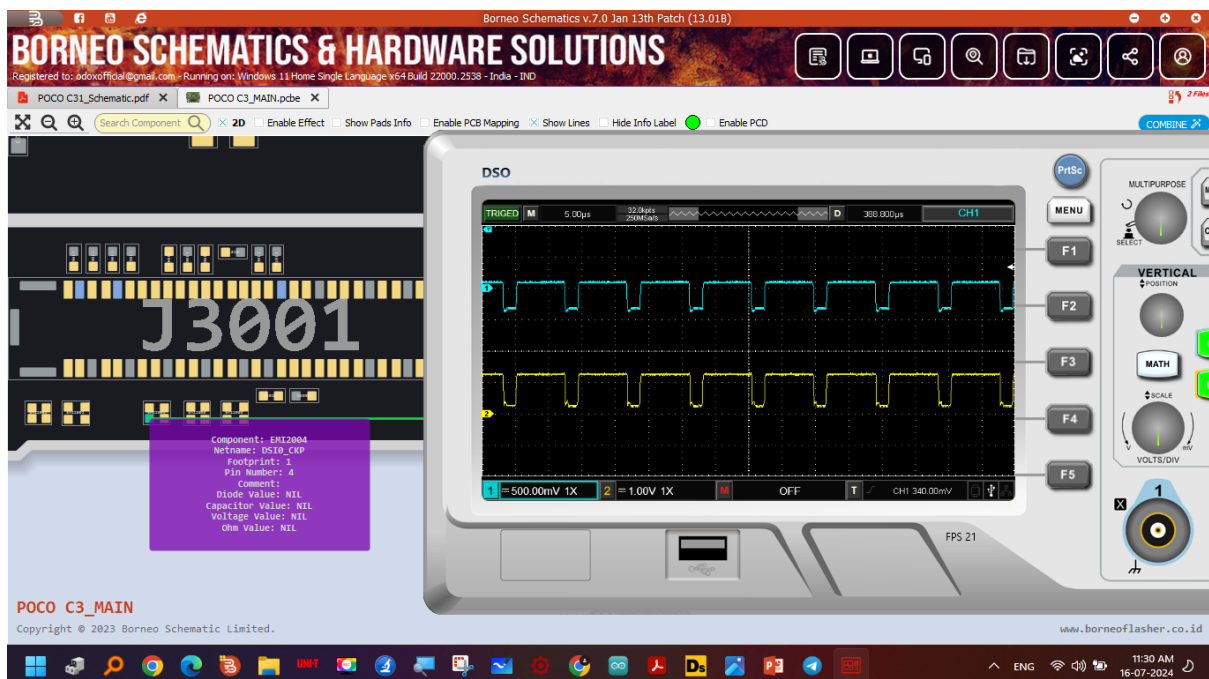 Borneo Schematics v.7.0 Jan 13th Patch (13.01B)
BORNEO SCHEMATICS & HARDWARE SOLUTIONS
Registered to: odoxofficial@gmail.com - Running on: Windows 11 Home Single Language x64 Build 22000.2538 - India - IND
POCO C31_Schematic.pdf X POCO C3_MAIN.pcbe X
2 Files
Search Component 2D Enable Effect Show Pads Info Enable PCB Mapping Show Lines Hide Info Label Enable PCD COMBINE
DSO
PrtSc
MULTIPURPOSE
SELECT
TRIGED M 5.00µs 32.0kpts 250MSa/s D 388.800µs CH1
MENU
F1
VERTICAL
POSITION
F2
J3001
F3
MATH
SCALE
F4
V mV
VOLTS/DIV
F5
1 500.00mV 1X 2 1.00V 1X M OFF T CH1 340.00mV
Component: EMI2004
Netname: DSI0_CKP
Footprint: 1
Pin Number: 4
Comment:
Diode Value: NIL
Capacitor Value: NIL
Voltage Value: NIL
Ohm Value: NIL
1
X
FPS 21
POCO C3_MAIN
Copyright © 2023 Borneo Schematic Limited.
www.borneoflasher.co.id
UNI-T
Ds
ENG
11:30 AM
16-07-2024